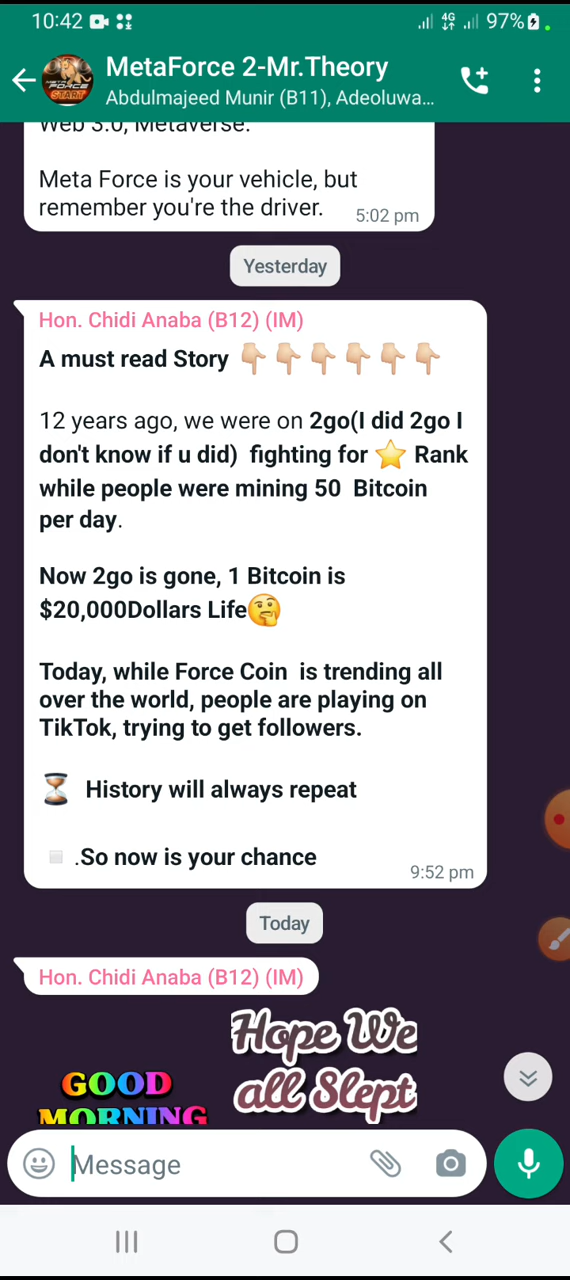 10:42
4G
97%
MetaForce 2-Mr.Theory
Abdulmajeed Munir (B11), Adeoluwa...
META FORCE
START
Web 3.0, Metaverse.
Meta Force is your vehicle, but
remember you're the driver.
5:02 pm
Yesterday
Hon. Chidi Anaba (B12) (IM)
A must read Story 👇🏼👇🏼👇🏼👇🏼👇🏼👇🏼
12 years ago, we were on 2go(I did 2go I
don't know if u did)  fighting for ⭐ Rank
while people were mining 50  Bitcoin
per day.
Now 2go is gone, 1 Bitcoin is
$20,000Dollars Life🤔
Today, while Force Coin  is trending all
over the world, people are playing on
TikTok, trying to get followers.
⏳ History will always repeat
◽.So now is your chance
9:52 pm
Today
Hon. Chidi Anaba (B12) (IM)
Hope We
all Slept
GOOD
MORNING
Message